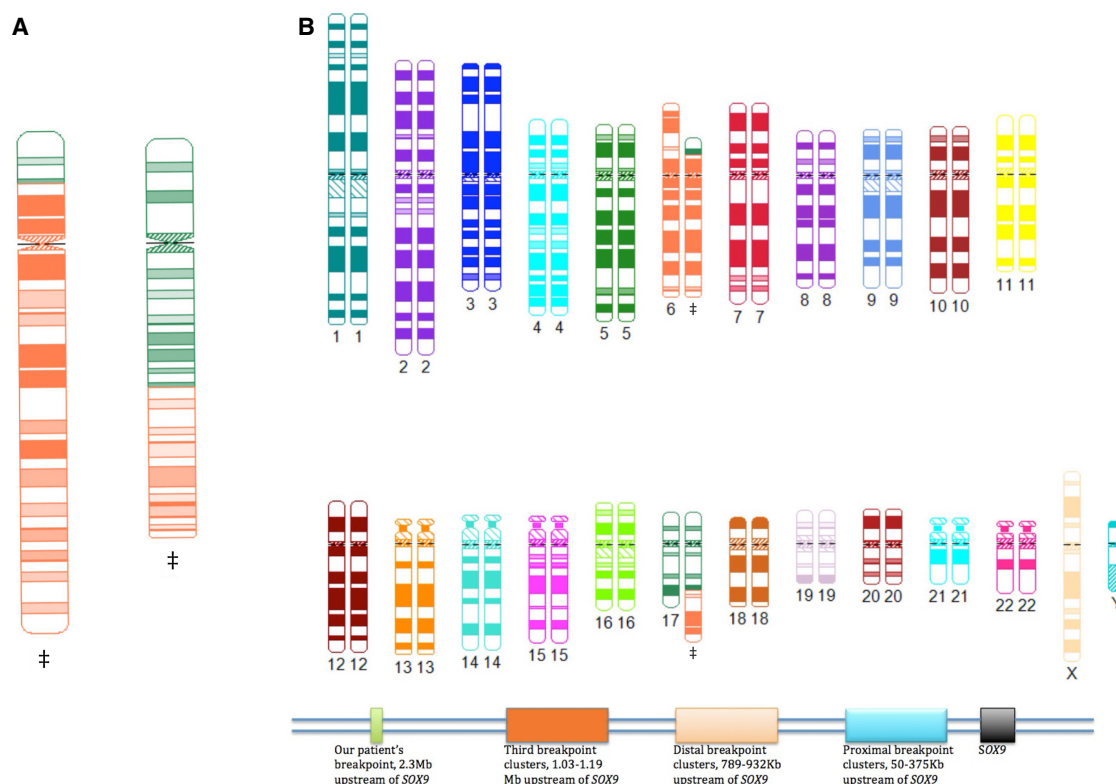 A
B
‡
‡
1 1
2 2
3 3
4 4
5 5
6 ‡
7 7
8 8
9 9
10 10
11 11
12 12
13 13
14 14
15 15
16 16
17 ‡
18 18
19 19
20 20
21 21
22 22
X
Y
Our patient's
breakpoint, 2.3Mb
upstream of SOX9
Third breakpoint
clusters, 1.03-1.19
Mb upstream of SOX9
Distal breakpoint
clusters, 789-932Kb
upstream of SOX9
Proximal breakpoint
clusters, 50-375Kb
upstream of SOX9
SOX9